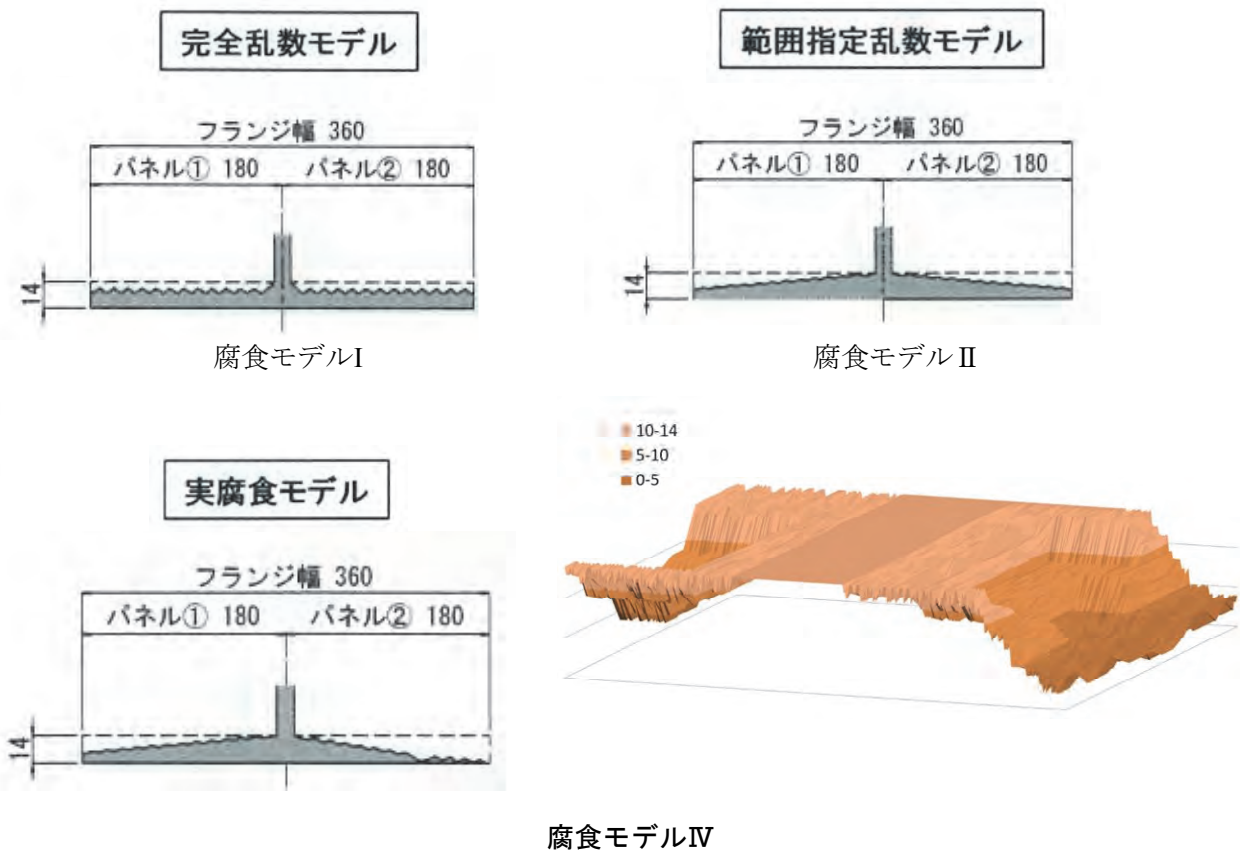 完全乱数モデル
フランジ幅 360
パネル① 180
パネル② 180
14
腐食モデルI
範囲指定乱数モデル
フランジ幅 360
パネル① 180
パネル② 180
14
腐食モデルⅡ
実腐食モデル
フランジ幅 360
パネル① 180
パネル② 180
14
10-14
5-10
0-5
腐食モデルⅣ